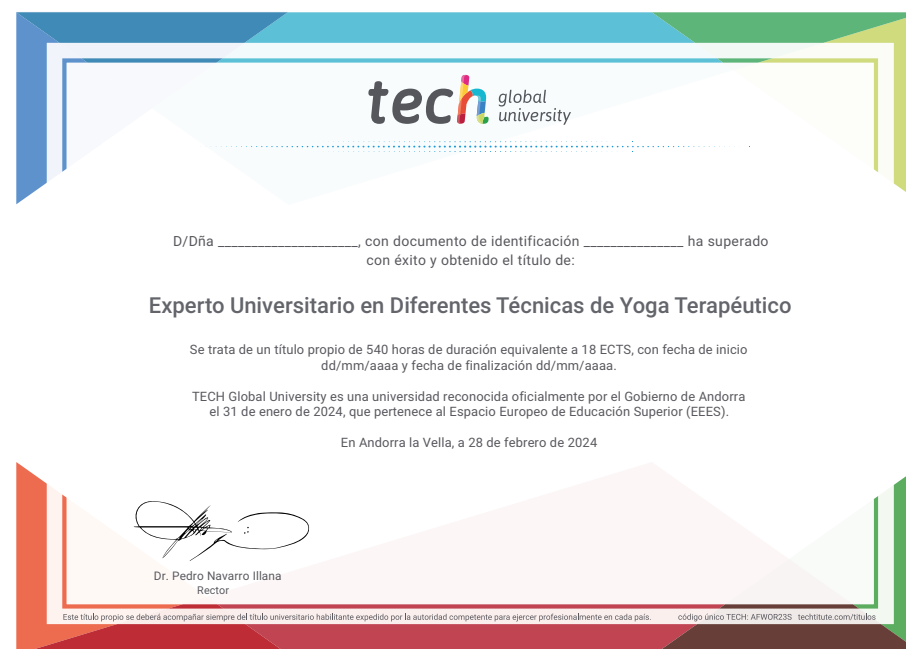 tech global
university
D/Dña ______________________, con documento de identificación ________________ ha superado
con éxito y obtenido el título de:
Experto Universitario en Diferentes Técnicas de Yoga Terapéutico
Se trata de un título propio de 540 horas de duración equivalente a 18 ECTS, con fecha de inicio
dd/mm/aaaa y fecha de finalización dd/mm/aaaa.
TECH Global University es una universidad reconocida oficialmente por el Gobierno de Andorra
el 31 de enero de 2024, que pertenece al Espacio Europeo de Educación Superior (EEES).
En Andorra la Vella, a 28 de febrero de 2024
Dr. Pedro Navarro Illana
Rector
Este título propio se deberá acompañar siempre del título universitario habilitante expedido por la autoridad competente para ejercer profesionalmente en cada país. código único TECH: AFWOR23S techtitute.com/titulos